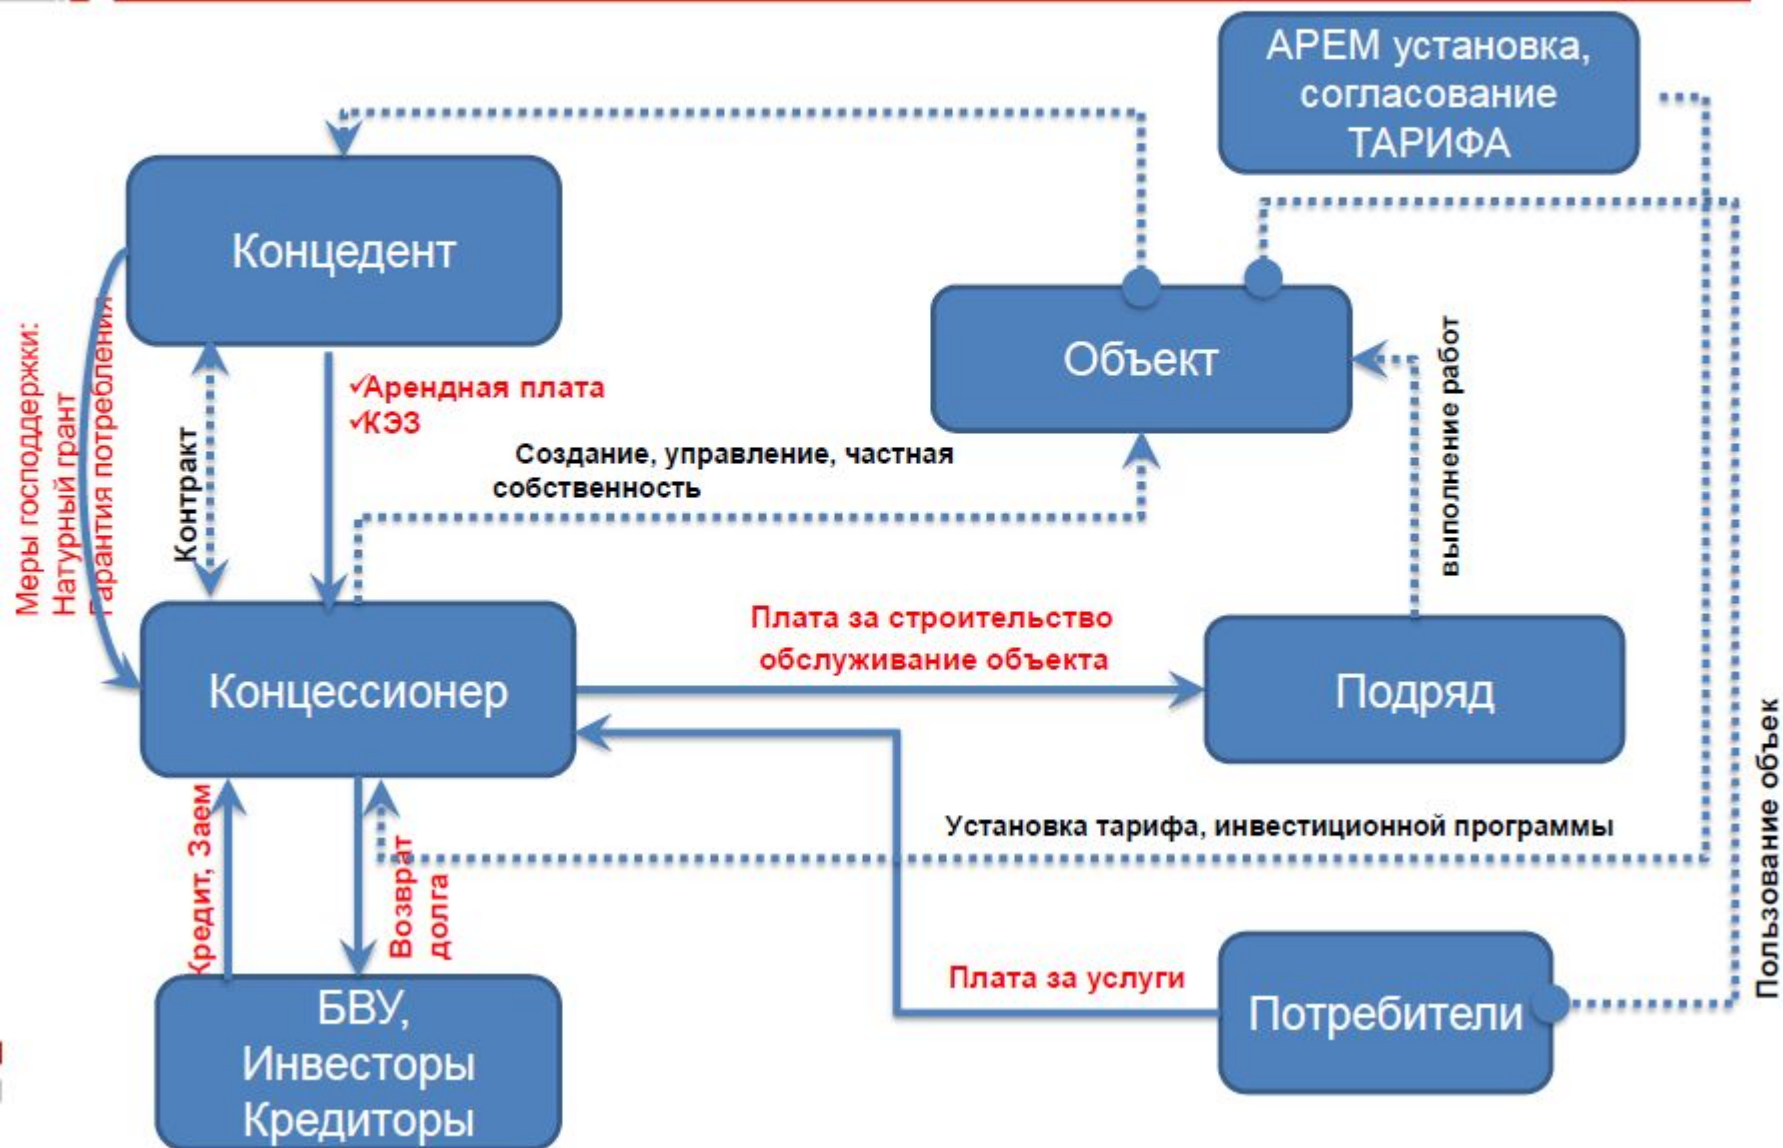 АРЕМ установка,
согласование
ТАРИФА
Концедент
Объект
Меры господдержки:
Натурный грант
Гарантия потребления
Контракт
✓Арендная плата
✓КЭЗ
Создание, управление, частная
собственность
выполнение работ
Плата за строительство
обслуживание объекта
Концессионер
Подряд
Пользование объек
Установка тарифа, инвестиционной программы
Кредит, Заем
Возврат
долга
Плата за услуги
Потребители
БВУ,
Инвесторы
Кредиторы